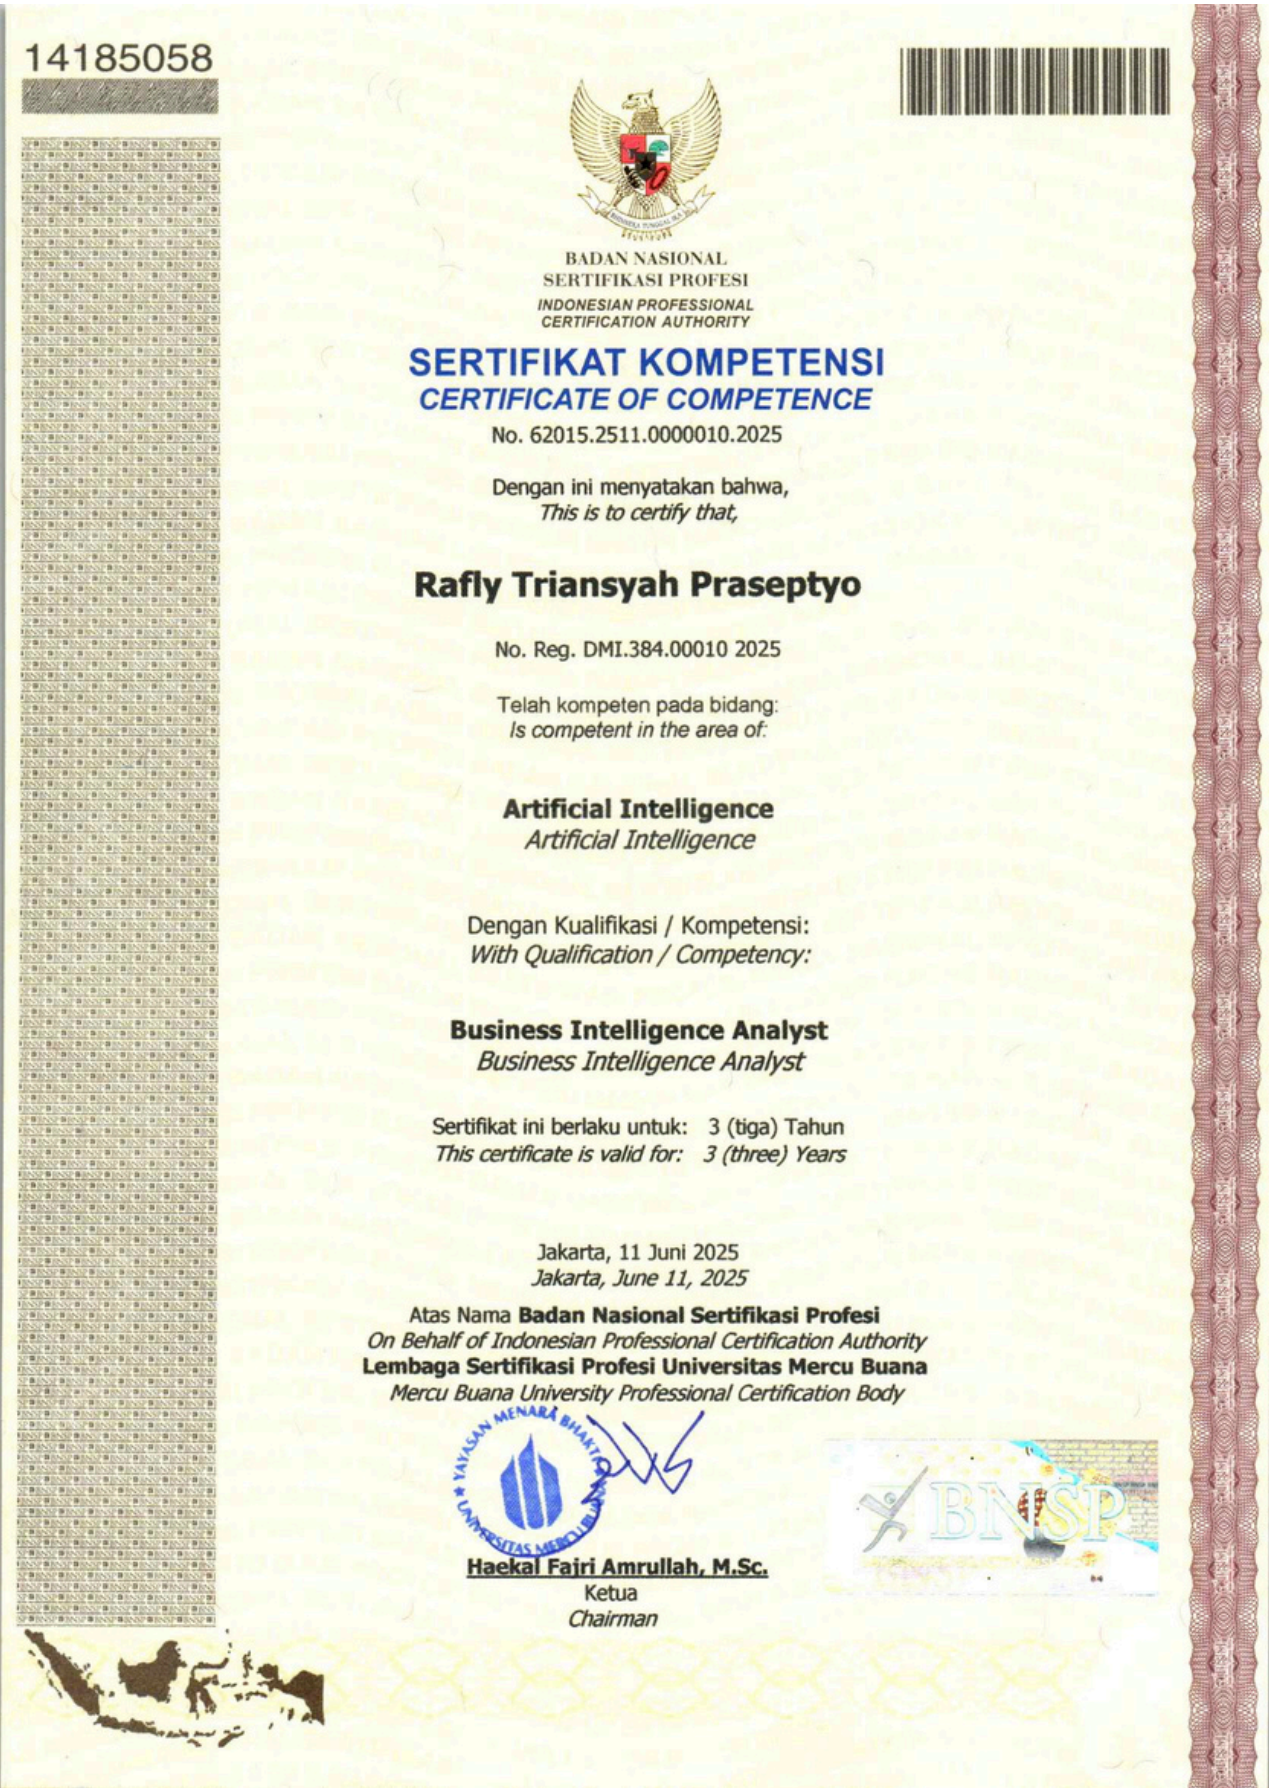 14185058
BHINNEKA TUNGGAL IKA
BADAN NASIONAL
SERTIFIKASI PROFESI
INDONESIAN PROFESSIONAL
CERTIFICATION AUTHORITY
SERTIFIKAT KOMPETENSI
CERTIFICATE OF COMPETENCE
No. 62015.2511.0000010.2025
Dengan ini menyatakan bahwa,
This is to certify that,
Rafly Triansyah Praseptyo
No. Reg. DMI.384.00010 2025
Telah kompeten pada bidang:
Is competent in the area of:
Artificial Intelligence
Artificial Intelligence
Dengan Kualifikasi / Kompetensi:
With Qualification / Competency:
Business Intelligence Analyst
Business Intelligence Analyst
Sertifikat ini berlaku untuk: 3 (tiga) Tahun
This certificate is valid for: 3 (three) Years
Jakarta, 11 Juni 2025
Jakarta, June 11, 2025
Atas Nama Badan Nasional Sertifikasi Profesi
On Behalf of Indonesian Professional Certification Authority
Lembaga Sertifikasi Profesi Universitas Mercu Buana
Mercu Buana University Professional Certification Body
YAYASAN MENARA BHAKTI
UNIVERSITAS MERCU BUANA
BNSP
Haekal Fajri Amrullah, M.Sc.
Ketua
Chairman